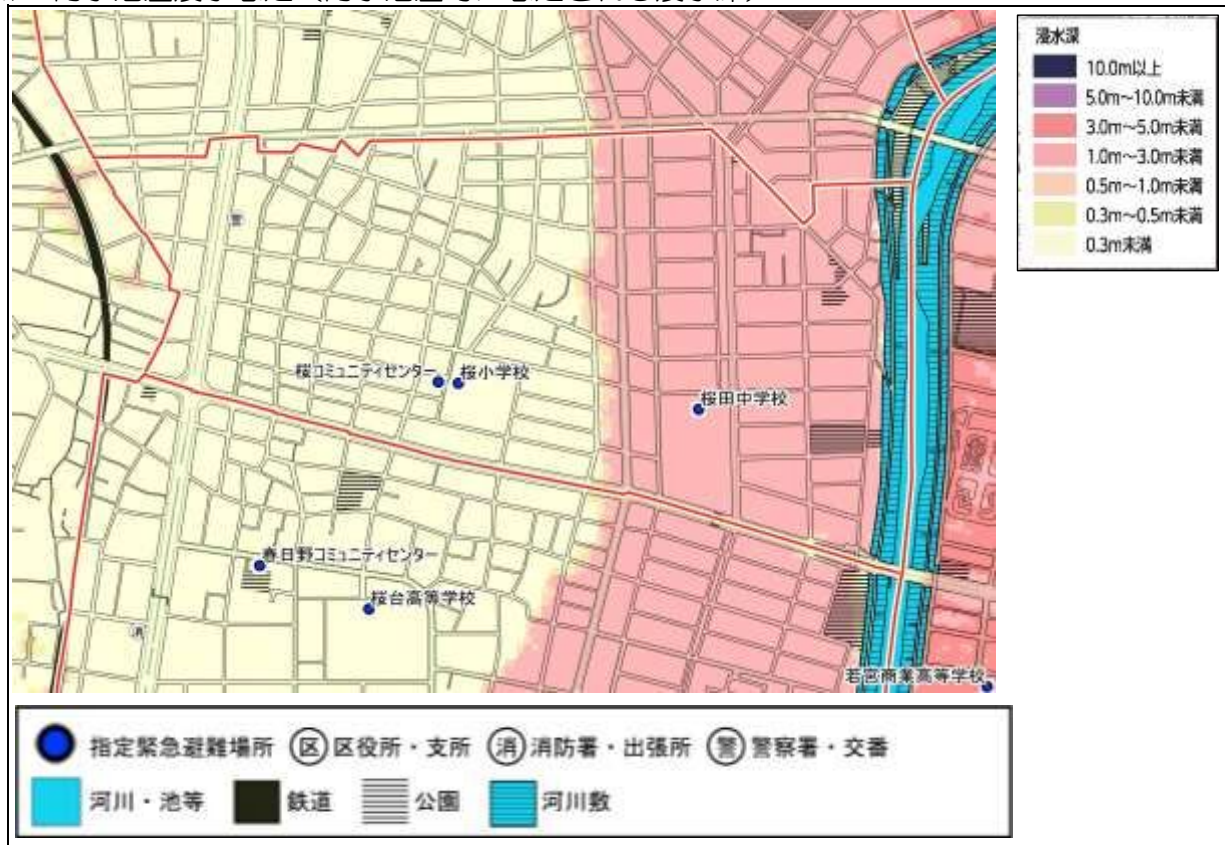 浸水深
10.0m以上
5.0m～10.0m未満
3.0m～5.0m未満
1.0m～3.0m未満
0.5m～1.0m未満
0.3m～0.5m未満
0.3m未満
警
桜コミュニティセンター
桜小学校
桜田中学校
春日野コミュニティセンター
桜台高等学校
消
若宮商業高等学校
指定緊急避難場所 区 区役所・支所 消 消防署・出張所 警 警察署・交番
河川・池等 鉄道 公園 河川敷